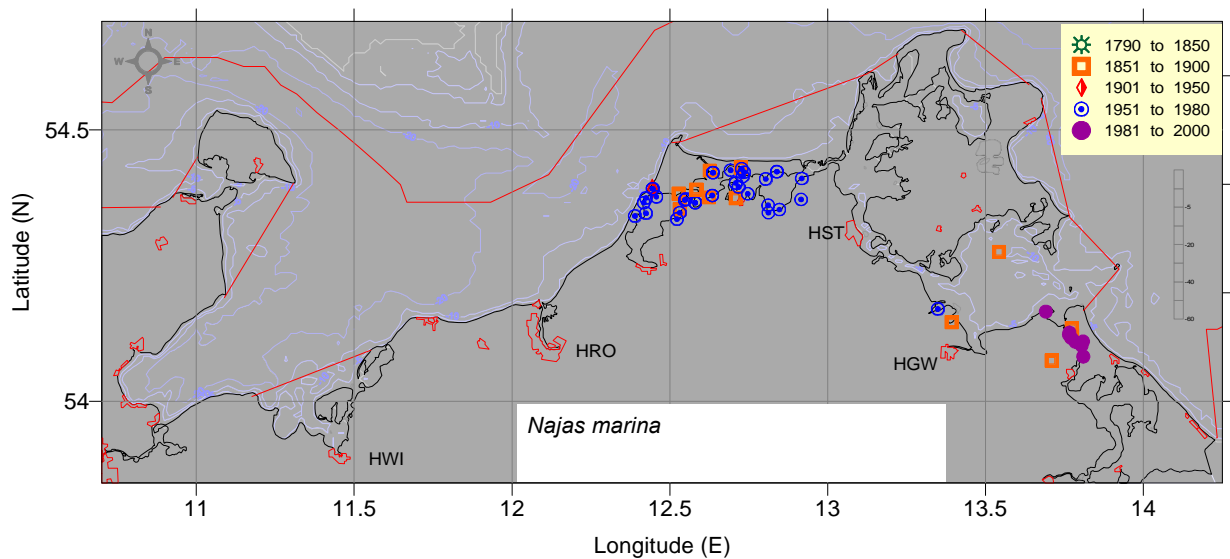 N
W E
S
1790 to 1850
1851 to 1900
1901 to 1950
1951 to 1980
1981 to 2000
54.5
54
Latitude (N)
-5
-20
-40
-60
HST
HRO
HGW
HWI
Najas marina
11
11.5
12
12.5
13
13.5
14
Longitude (E)